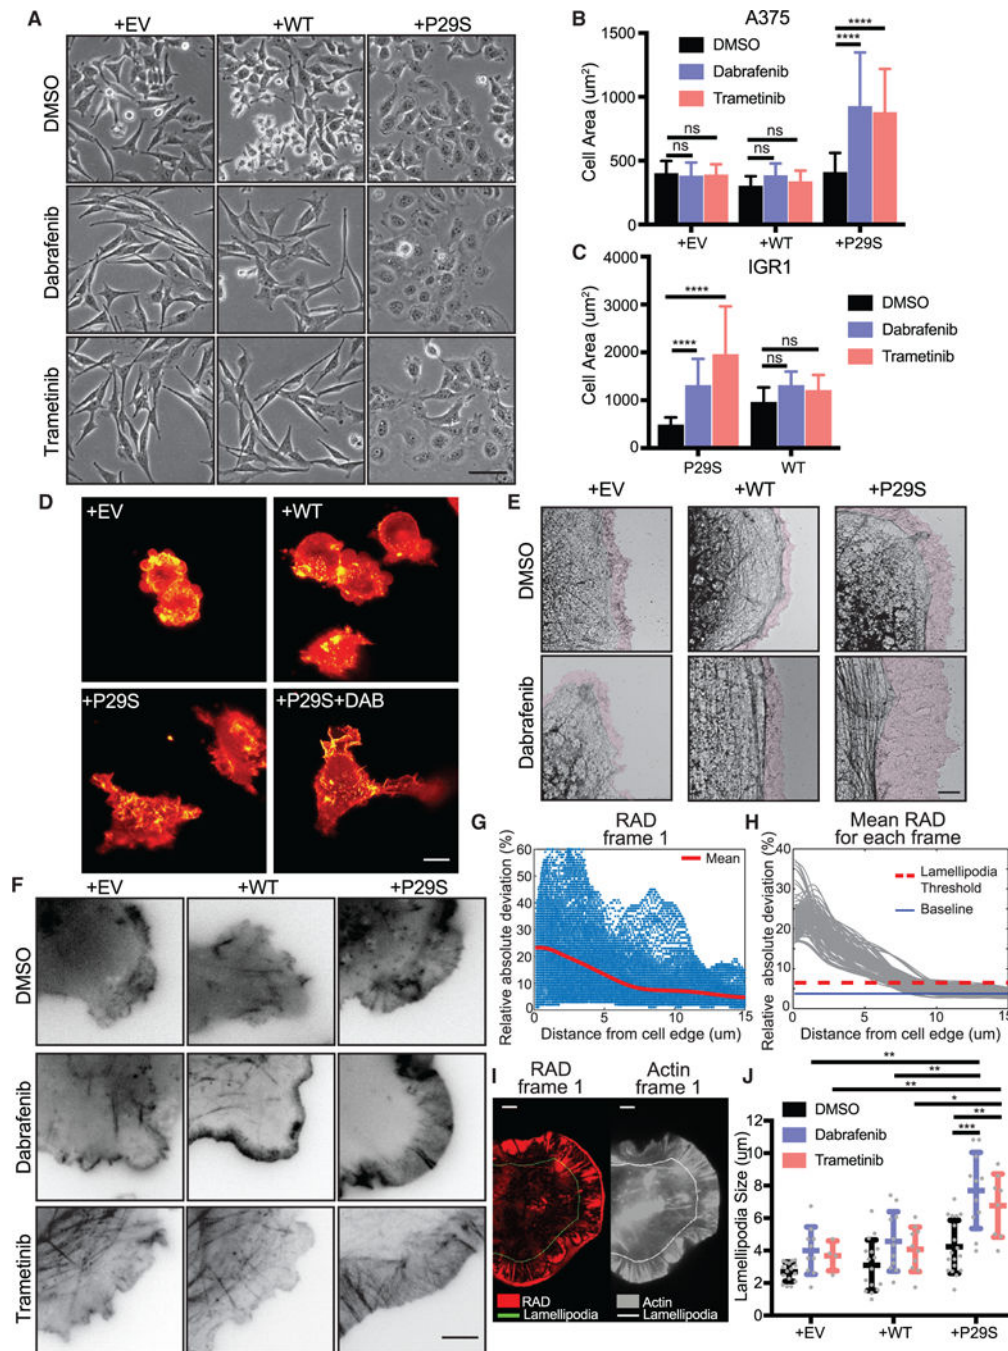 A
+EV
+WT
+P29S
DMSO
Dabrafenib
Trametinib
B
A375
Cell Area (um²)
1500
1000
500
0
DMSO
Dabrafenib
Trametinib
ns
ns
ns
ns
****
****
+EV
+WT
+P29S
C
IGR1
Cell Area (um²)
4000
3000
2000
1000
0
DMSO
Dabrafenib
Trametinib
****
****
ns
ns
P29S
WT
D
+EV
+WT
+P29S
+P29S+DAB
E
+EV
+WT
+P29S
DMSO
Dabrafenib
F
+EV
+WT
+P29S
DMSO
Dabrafenib
Trametinib
G
RAD
frame 1
Relative absolute deviation (%)
60
50
40
30
20
10
0
Mean
0
5
10
15
Distance from cell edge (um)
H
Mean RAD
for each frame
Relative absolute deviation (%)
40
30
20
10
0
Lamellipodia
Threshold
Baseline
0
5
10
15
Distance from cell edge (um)
I
RAD
frame 1
Actin
frame 1
RAD
Lamellipodia
Actin
Lamellipodia
J
Lamellipodia Size (um)
12
10
8
6
4
2
0
DMSO
Dabrafenib
Trametinib
**
**
**
*
**
***
+EV
+WT
+P29S